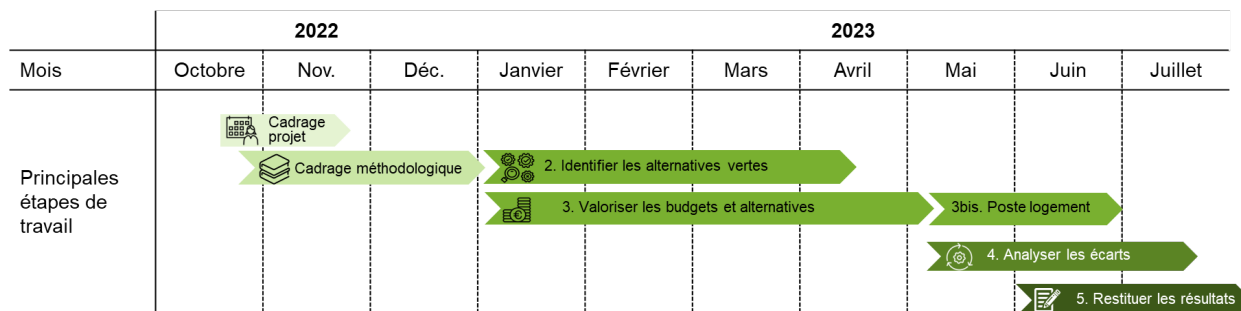 2022
2023
Mois
Octobre
Nov.
Déc.
Janvier
Février
Mars
Avril
Mai
Juin
Juillet
Principales
étapes de
travail
Cadrage
projet
Cadrage méthodologique
2. Identifier les alternatives vertes
3. Valoriser les budgets et alternatives
3bis. Poste logement
4. Analyser les écarts
5. Restituer les résultats